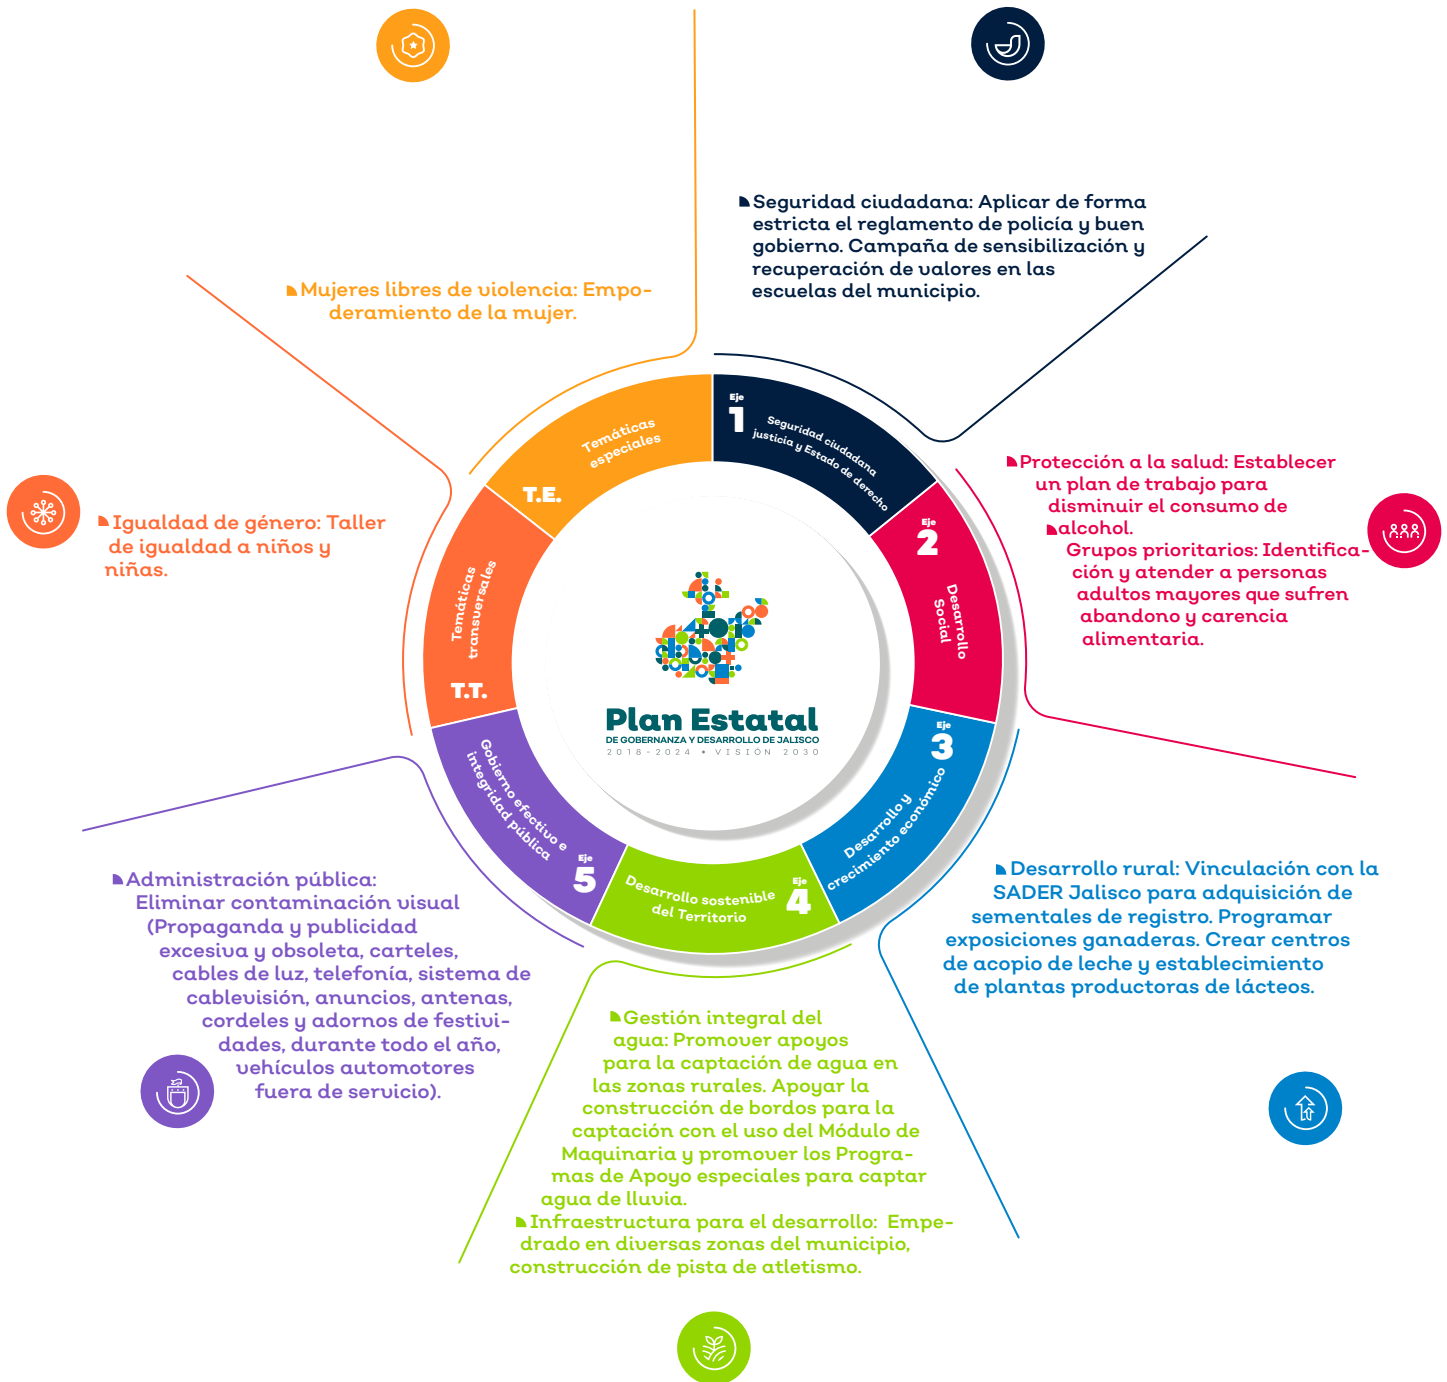 Seguridad ciudadana: Aplicar de forma
estricta el reglamento de policía y buen
gobierno. Campaña de sensibilización y
recuperación de valores en las
escuelas del municipio.
Mujeres libres de violencia: Empo-
deramiento de la mujer.
Igualdad de género: Taller
de igualdad a niños y
niñas.
Protección a la salud: Establecer
un plan de trabajo para
disminuir el consumo de
alcohol.
Grupos prioritarios: Identifica-
ción y atender a personas
adultos mayores que sufren
abandono y carencia
alimentaria.
Eje
1
Seguridad ciudadana
justicia y Estado de derecho
Eje
2
Desarrollo
Social
Eje
3
Desarrollo y
crecimiento económico
Eje
4
Desarrollo sostenible
del Territorio
Eje
5
Gobierno efectivo e
integridad pública
T.T.
Temáticas
transversales
T.E.
Temáticas
especiales
Plan Estatal
DE GOBERNANZA Y DESARROLLO DE JALISCO
2018-2024 • VISIÓN 2030
Administración pública:
Eliminar contaminación visual
(Propaganda y publicidad
excesiva y obsoleta, carteles,
cables de luz, telefonía, sistema de
cablevisión, anuncios, antenas,
cordeles y adornos de festivi-
dades, durante todo el año,
vehículos automotores
fuera de servicio).
Desarrollo rural: Vinculación con la
SADER Jalisco para adquisición de
sementales de registro. Programar
exposiciones ganaderas. Crear centros
de acopio de leche y establecimiento
de plantas productoras de lácteos.
Gestión integral del
agua: Promover apoyos
para la captación de agua en
las zonas rurales. Apoyar la
construcción de bordos para la
captación con el uso del Módulo de
Maquinaria y promover los Progra-
mas de Apoyo especiales para captar
agua de lluvia.
Infraestructura para el desarrollo: Empe-
drado en diversas zonas del municipio,
construcción de pista de atletismo.